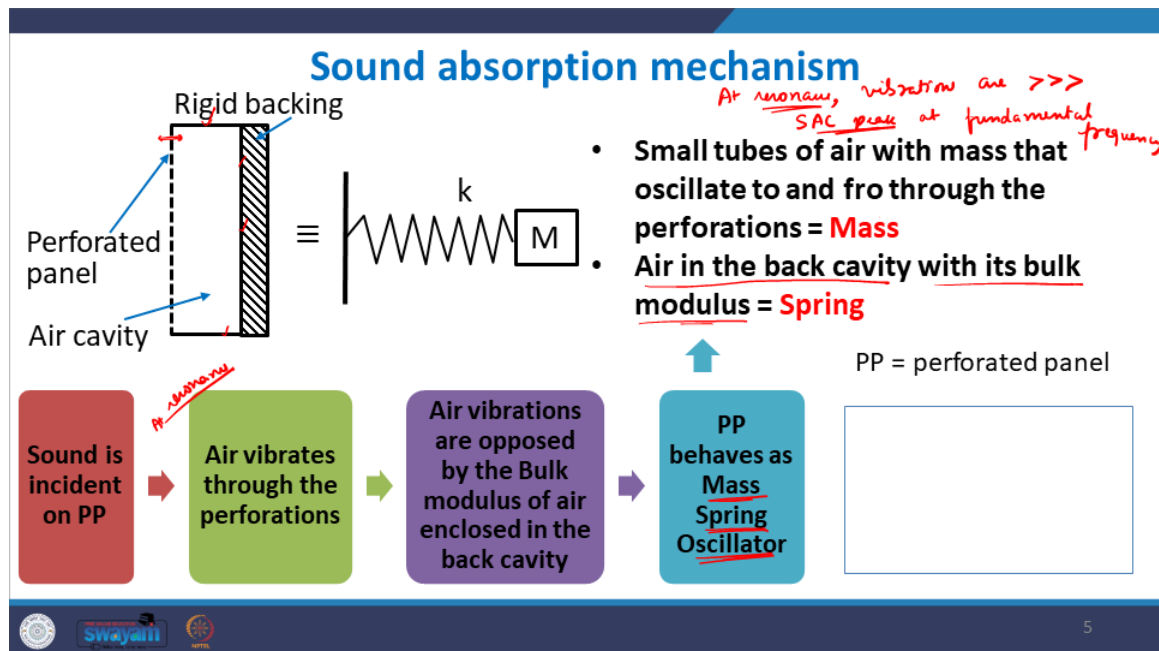 Sound absorption mechanism
At resonance, vibration are >>>
SAC peak at fundamental
frequency
Rigid backing
Perforated
panel
Air cavity
≡
k
M
• Small tubes of air with mass that
oscillate to and fro through the
perforations = Mass
• Air in the back cavity with its bulk
modulus = Spring
PP = perforated panel
At resonance
Sound is
incident
on PP
Air vibrates
through the
perforations
Air vibrations
are opposed
by the Bulk
modulus of air
enclosed in the
back cavity
PP
behaves as
Mass
Spring
Oscillator
swayam
NPTEL
5